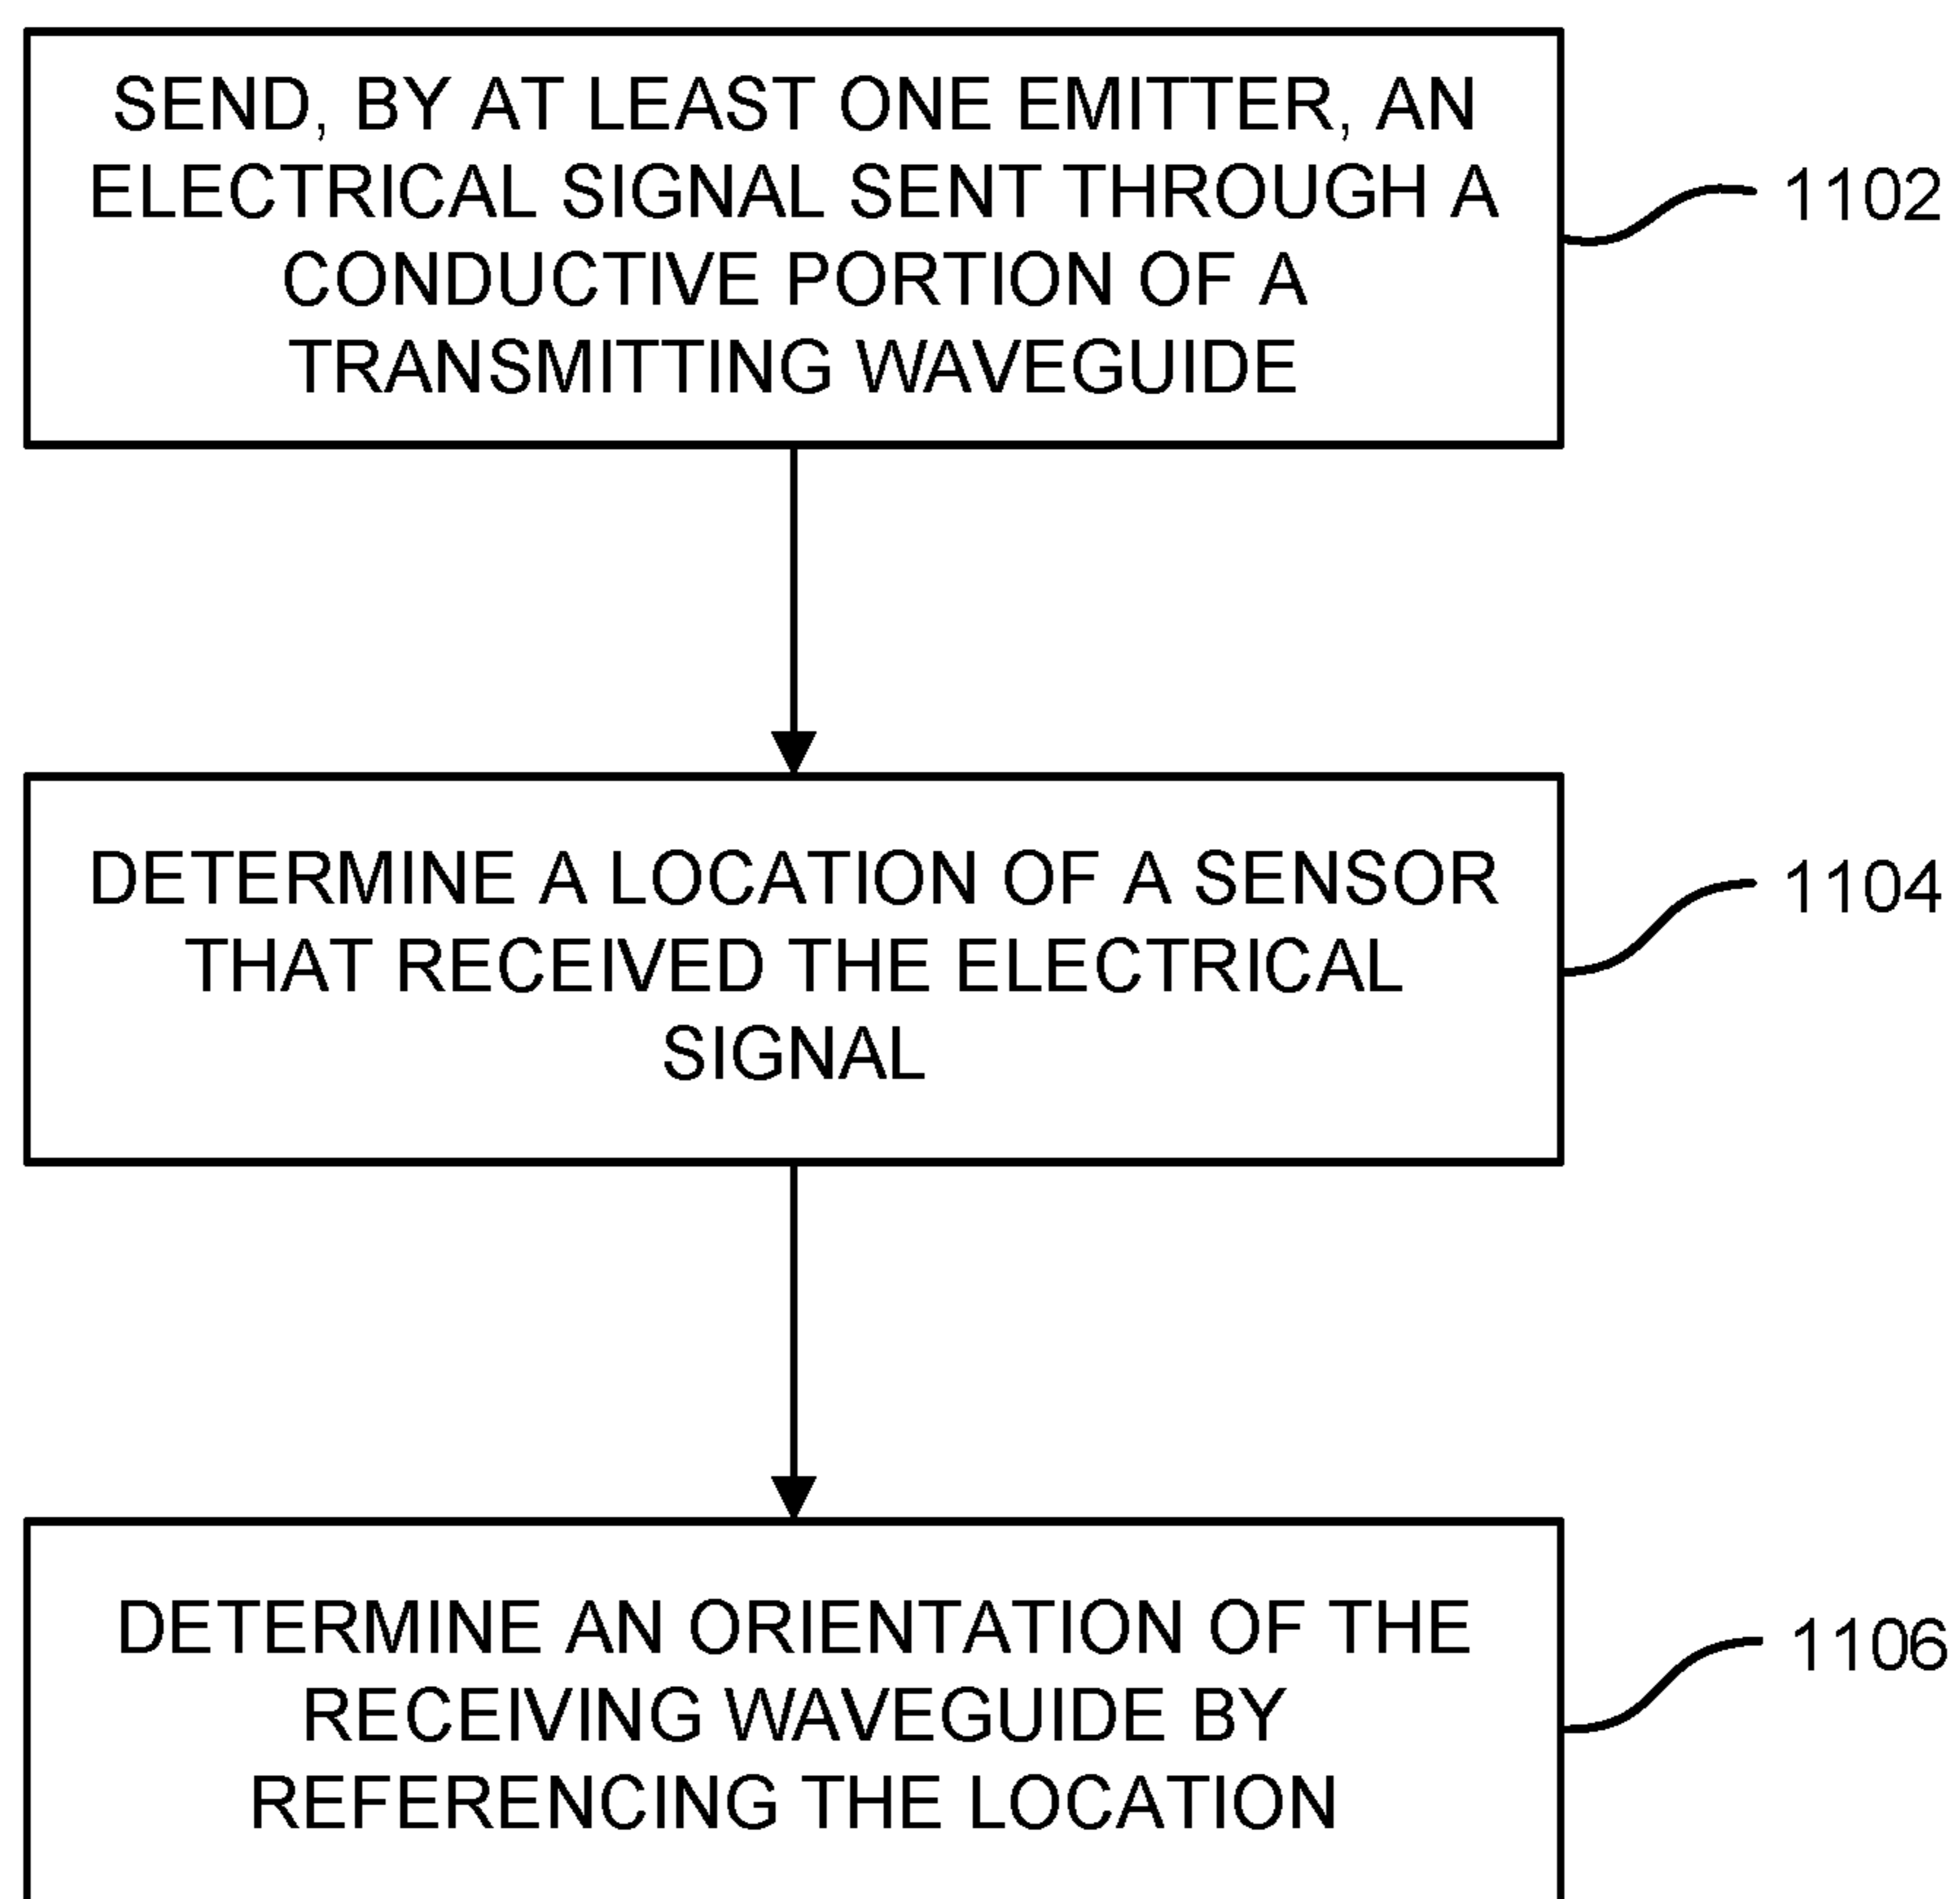 SEND, BY AT LEAST ONE EMITTER, AN
ELECTRICAL SIGNAL SENT THROUGH A
CONDUCTIVE PORTION OF A
TRANSMITTING WAVEGUIDE
1102
DETERMINE A LOCATION OF A SENSOR
THAT RECEIVED THE ELECTRICAL
SIGNAL
1104
DETERMINE AN ORIENTATION OF THE
RECEIVING WAVEGUIDE BY
REFERENCING THE LOCATION
1106